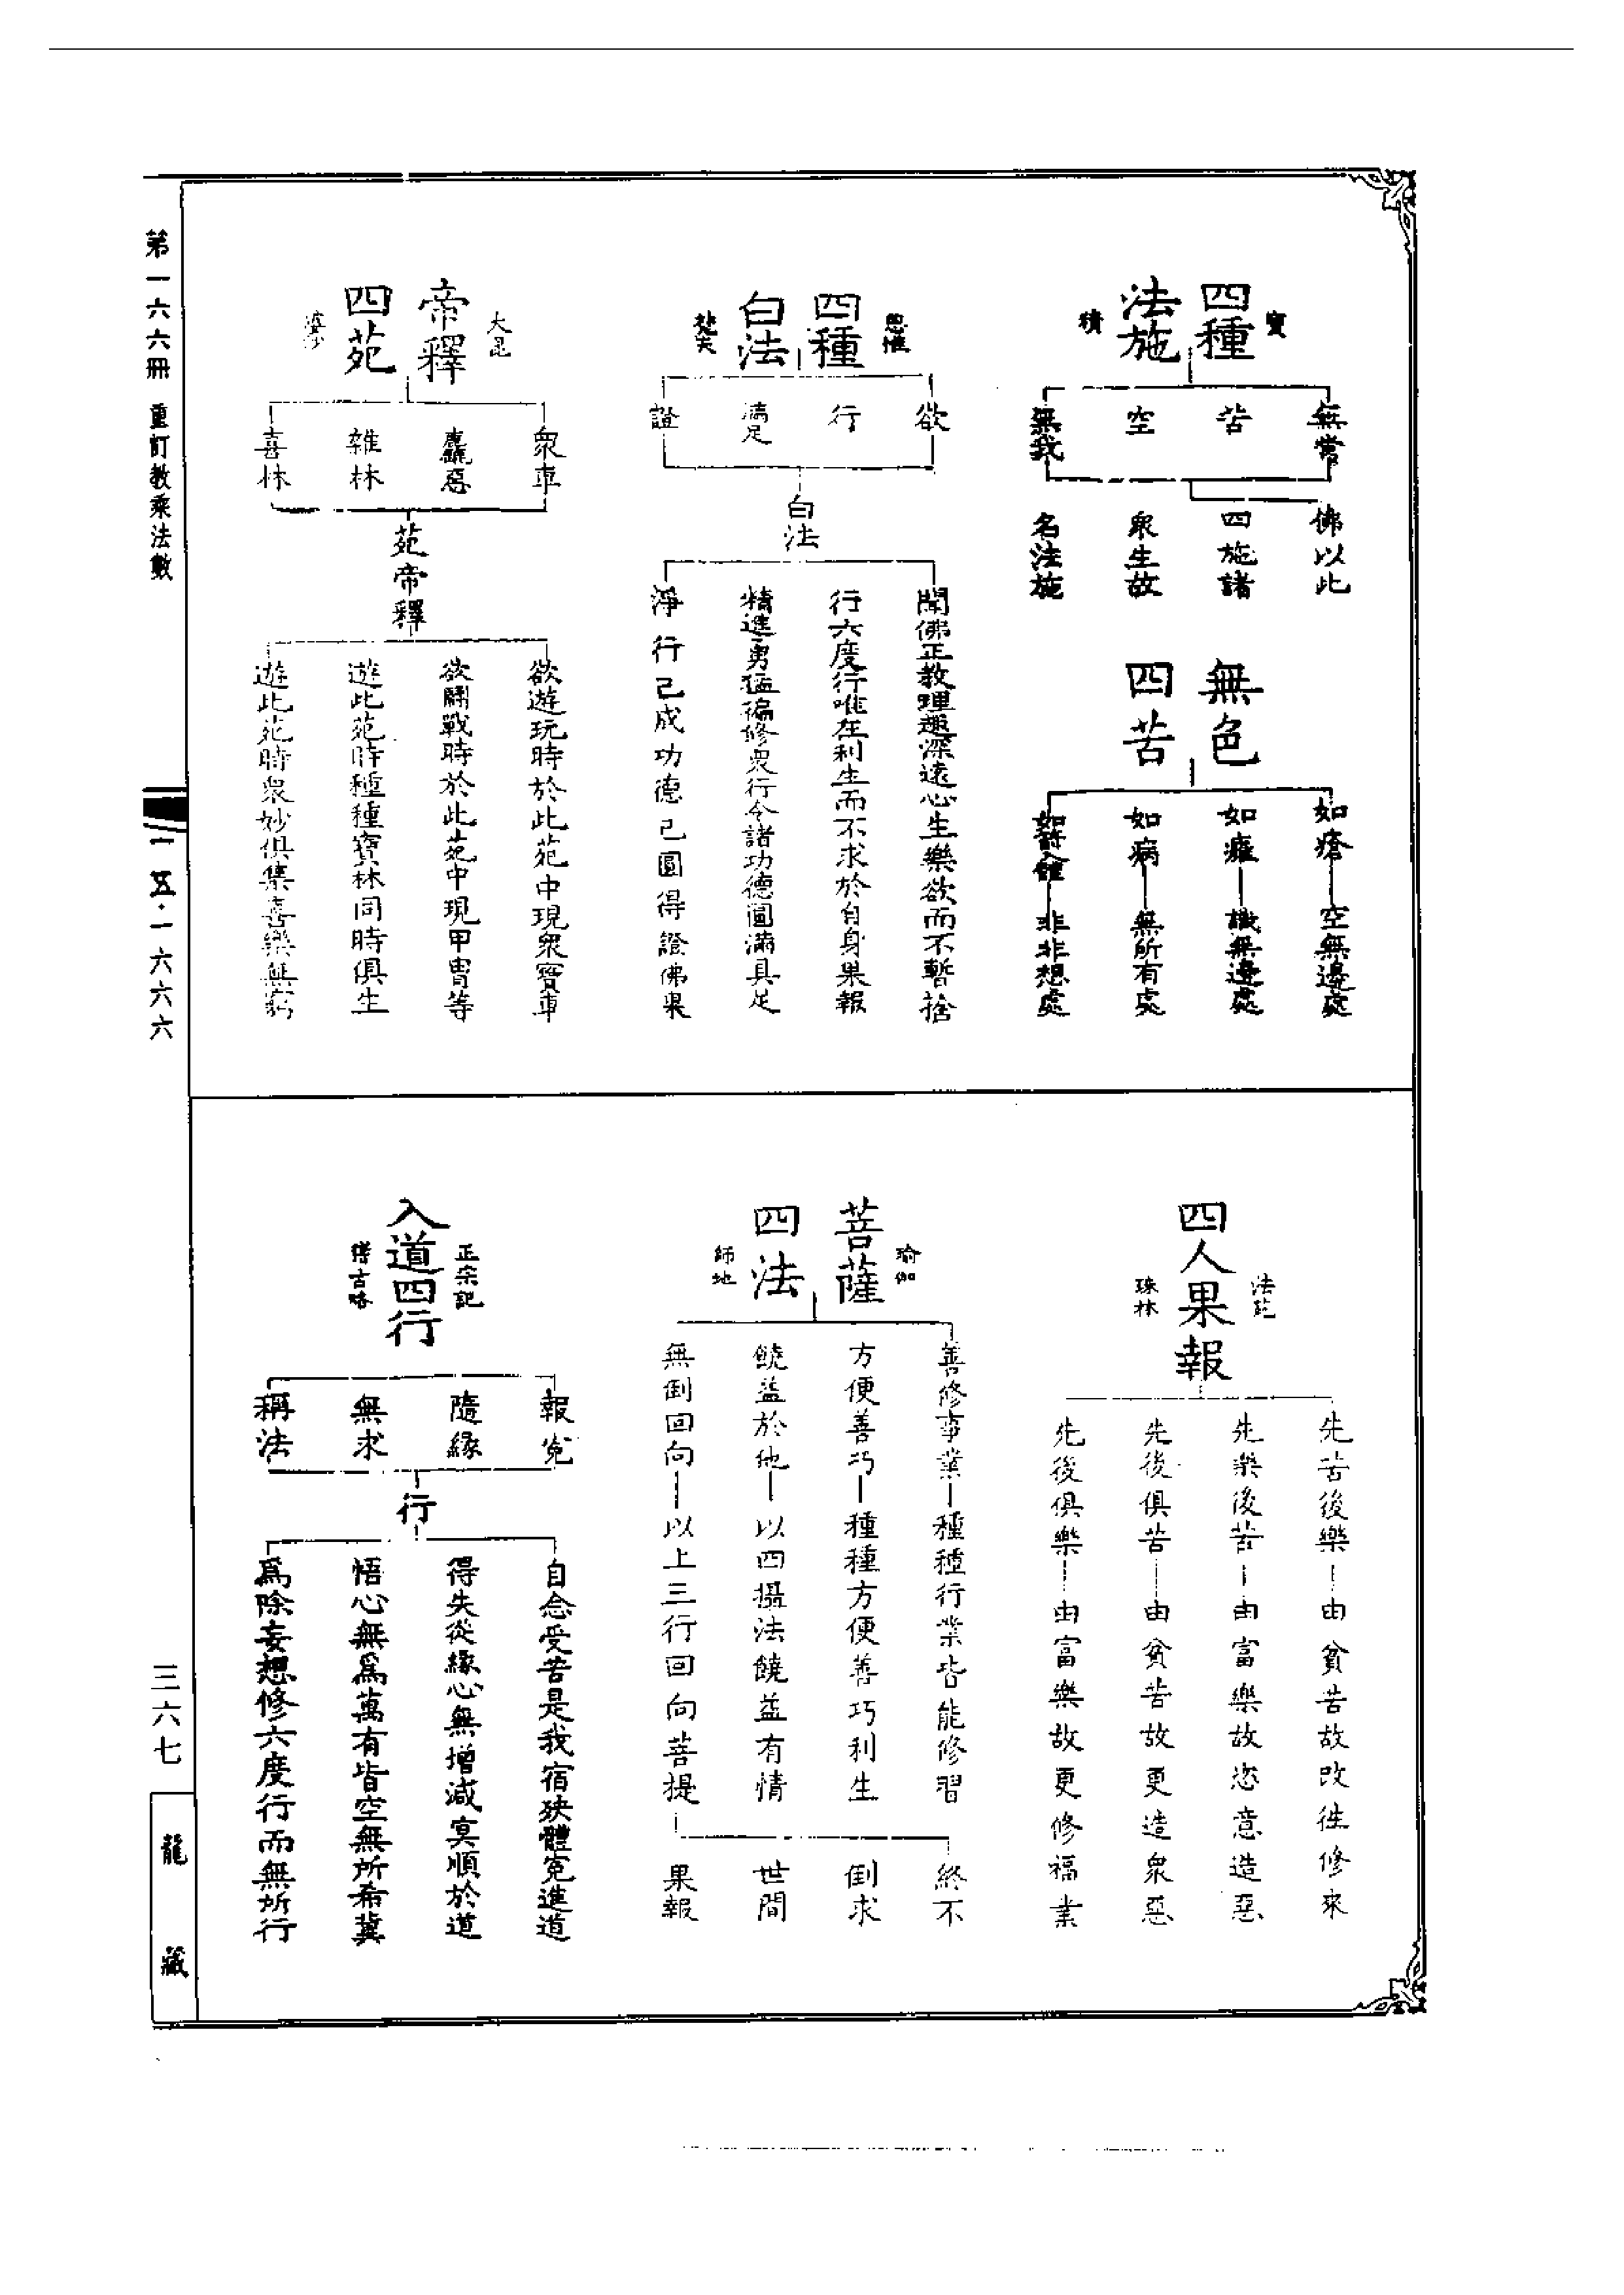 四種法施
寶
積
無常
苦
空
無我
佛以此
四施諸
眾生故
名法施
無色四苦
如瘡—空無邊處
如癰—識無邊處
如病—無所有處
如箭入體—非非想處
四種白法
思惟
梵天
欲
行
滿足
證
白法
聞佛正教理趣深遠心生樂欲而不暫捨
行六度行唯在利生而不求於自身果報
精進勇猛徧修眾行令諸功德圓滿具足
淨行已成功德已圓得證佛果
帝釋四苑
大毘
婆沙
眾車
麤惡
雜林
喜林
苑帝釋
欲遊玩時於此苑中現眾寶車
欲鬪戰時於此苑中現甲冑等
遊此苑時種種寶林同時俱生
遊此苑時眾妙俱集喜樂無窮
四人果報
法苑
珠林
先苦後樂—由貧苦故改往修來
先樂後苦—由富樂故恣意造惡
先後俱苦—由貧苦故更造眾惡
先後俱樂—由富樂故更修福業
菩薩四法
瑜伽
師地
善修事業—種種行業皆能修習
方便善巧—種種方便善巧利生
饒益於他—以四攝法饒益有情
無倒回向—以上三行回向菩提
終不
倒求
世間
果報
入道四行
正宗記
稽古略
報冤
隨緣
無求
稱法
行
自念受苦是我宿殃體冤進道
得失從緣心無增減冥順於道
悟心無為萬有皆空無所希冀
爲除妄想修六度行而無所行
第一六六冊 重訂教乘法數
一五·一六六六
三六七
龍藏